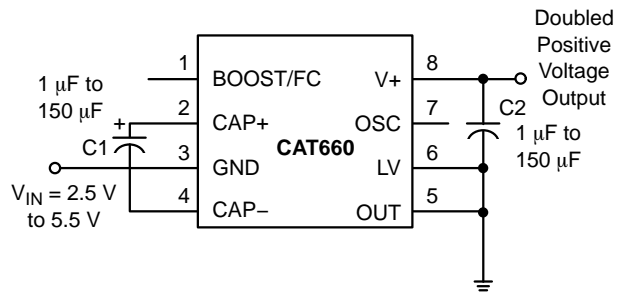 Doubled
Positive
Voltage
Output
1 μF to
150 μF
+
C1
VIN = 2.5 V
to 5.5 V
1
2
3
4
BOOST/FC
CAP+
GND
CAP−
CAT660
V+
OSC
LV
OUT
8
7
6
5
C2
1 μF to
150 μF